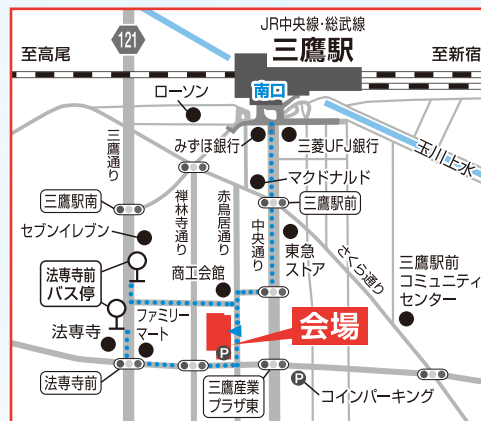 JR中央線・総武線
三鷹駅
至高尾
121
至新宿
南口
ローソン
みずほ銀行
三菱UFJ銀行
玉川上水
三鷹通り
マクドナルド
三鷹駅南
禅林寺通り
赤鳥居通り
三鷹駅前
セブンイレブン
中央通り
東急
ストア
さくら通り
法専寺前
バス停
商工会館
三鷹駅前
コミュニティ
センター
ファミリー
マート
法専寺
会場
P
法専寺前
三鷹産業
プラザ東
P
コインパーキング